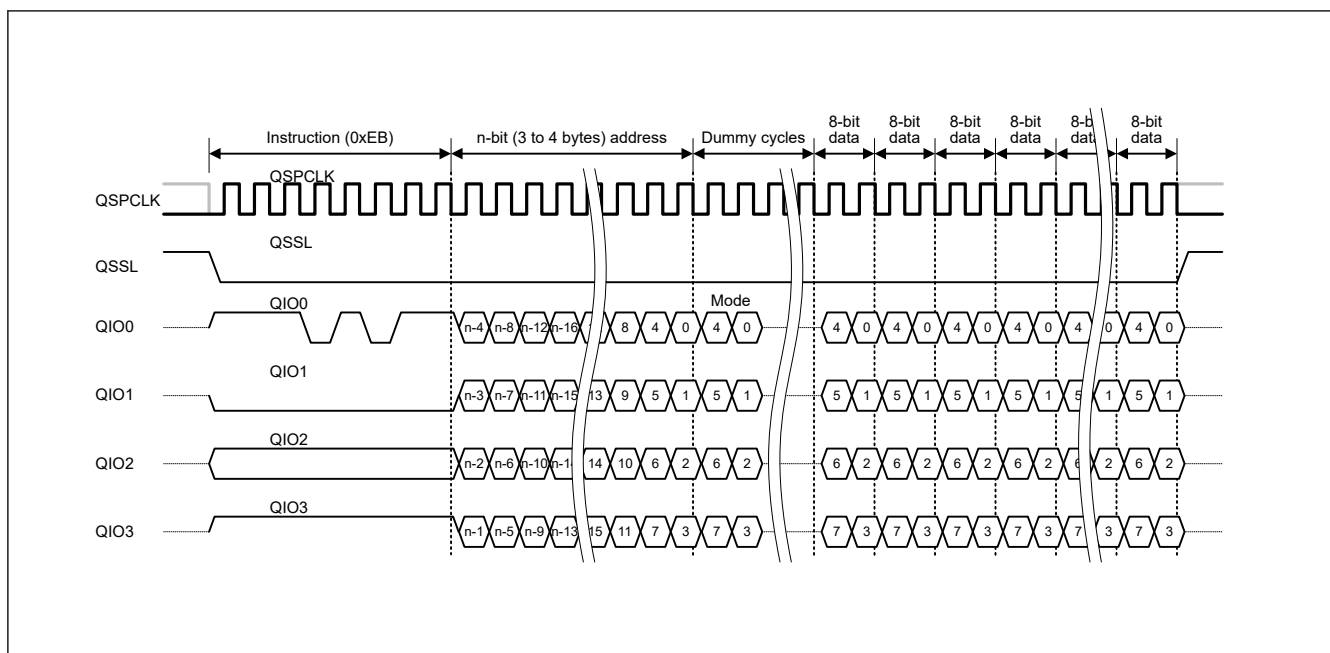 8-bit 8-bit 8-bit 8-bit 8-bit 8-bit
Instruction (0xEB) n-bit (3 to 4 bytes) address Dummy cycles data data data data data data
QSPCLK
QSPCLK
QSSL
QSSL
QIO0
Mode
QIO0 n-4 n-8 n-12 n-16 8 4 0 4 0 4 0 4 0 4 0 4 0 4 0 4 0
QIO1
QIO1 n-3 n-7 n-11 n-15 13 9 5 1 5 1 5 1 5 1 5 1 5 1 5 1 5 1
QIO2
QIO2 n-2 n-6 n-10 14 10 6 2 6 2 6 2 6 2 6 2 6 2 6 2 6 2
QIO3
QIO3 n-1 n-5 n-9 n-13 15 11 7 3 7 3 7 3 7 3 7 3 7 3 7 3 7 3